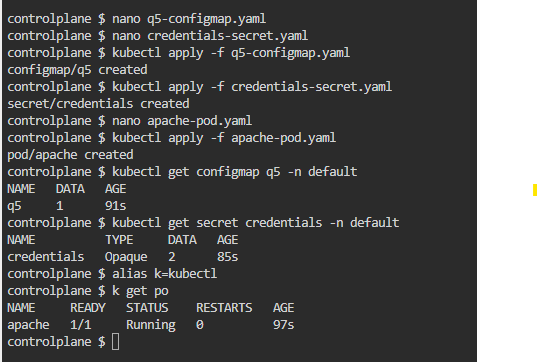 controlplane $ nano q5-configmap.yaml
controlplane $ nano credentials-secret.yaml
controlplane $ kubectl apply -f q5-configmap.yaml
configmap/q5 created
controlplane $ kubectl apply -f credentials-secret.yaml
secret/credentials created
controlplane $ nano apache-pod.yaml
controlplane $ kubectl apply -f apache-pod.yaml
pod/apache created
controlplane $ kubectl get configmap q5 -n default
NAME   DATA   AGE
q5     1      91s
controlplane $ kubectl get secret credentials -n default
NAME          TYPE     DATA   AGE
credentials   Opaque   2      85s
controlplane $ alias k=kubectl
controlplane $ k get po
NAME     READY   STATUS    RESTARTS   AGE
apache   1/1     Running   0          97s
controlplane $